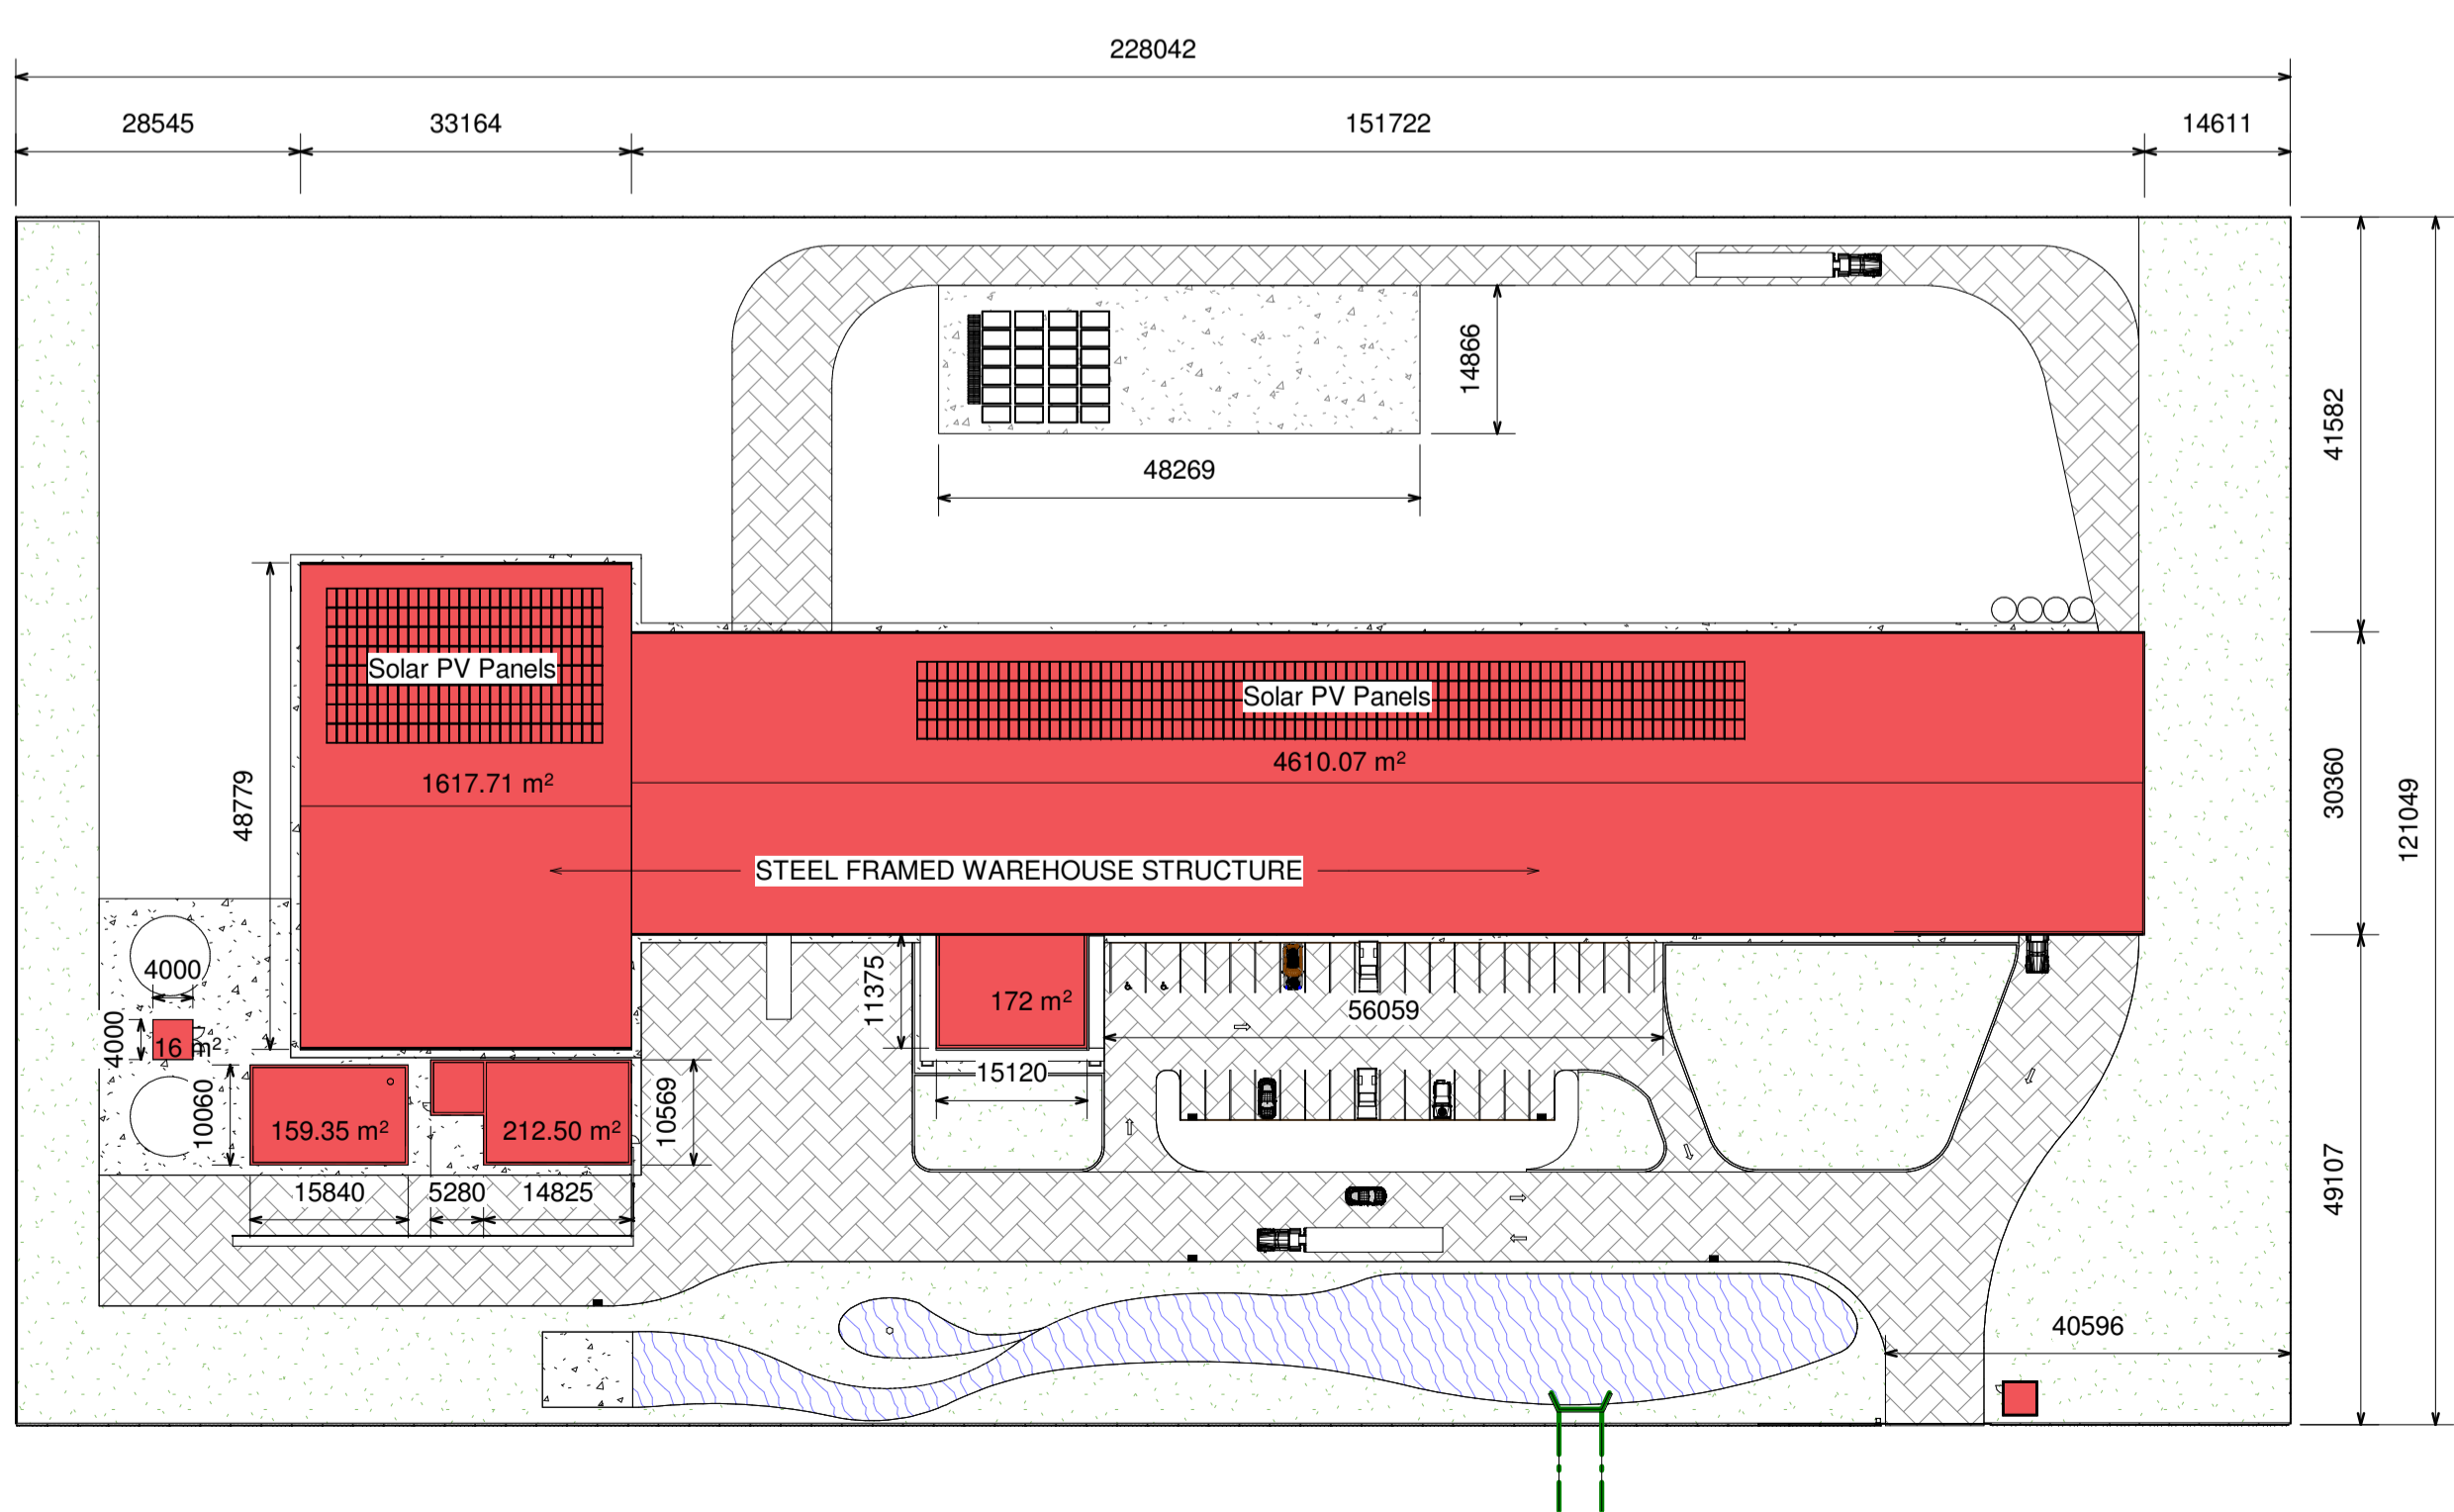 228042
28545
33164
151722
14611
14866
48269
41582
Solar PV Panels
Solar PV Panels
4610.07 m²
1617.71 m²
48779
30360
121049
STEEL FRAMED WAREHOUSE STRUCTURE
4000
4000
16 m²
11375
172 m²
56059
15120
10060
159.35 m²
212.50 m²
10569
15840
5280
14825
49107
40596